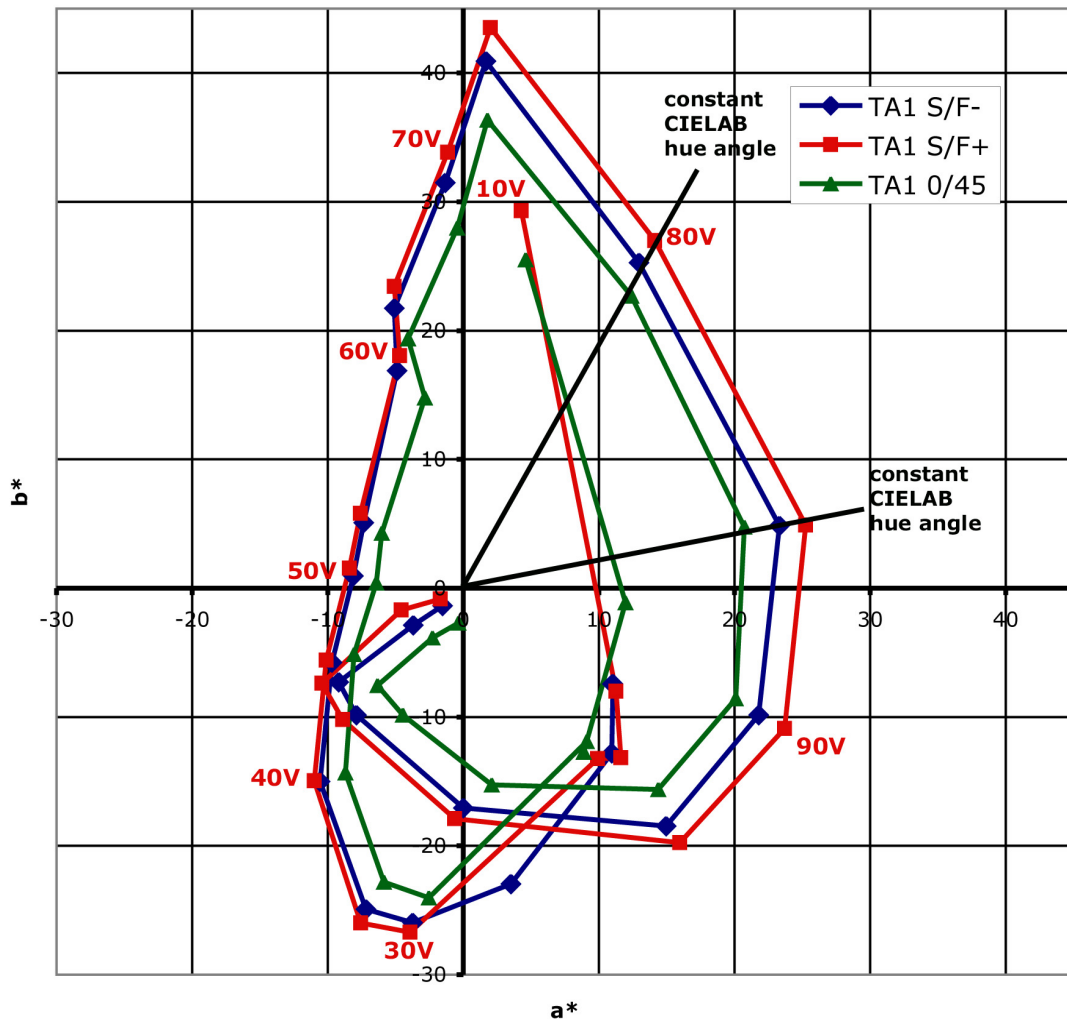 40
30
20
10
0
-10
-20
-30
-30
-20
-10
0
10
20
30
40
b*
a*
constant
CIELAB
hue angle
TA1 S/F-
TA1 S/F+
TA1 0/45
70V
10V
80V
60V
constant
CIELAB
hue angle
50V
90V
40V
30V